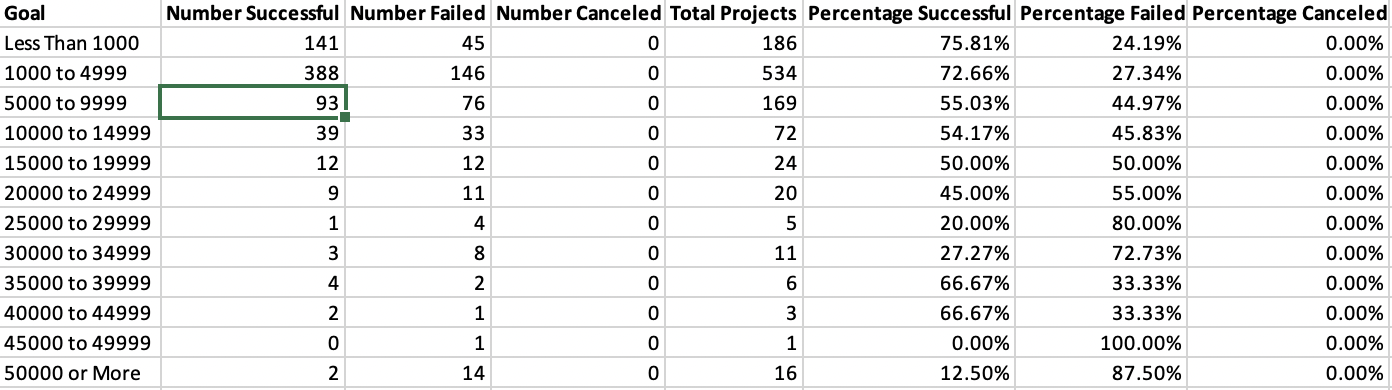 Goal Number Successful Number Failed Number Canceled Total Projects Percentage Successful Percentage Failed Percentage Canceled
Less Than 1000 141 45 0 186 75.81% 24.19% 0.00%
1000 to 4999 388 146 0 534 72.66% 27.34% 0.00%
5000 to 9999 93 76 0 169 55.03% 44.97% 0.00%
10000 to 14999 39 33 0 72 54.17% 45.83% 0.00%
15000 to 19999 12 12 0 24 50.00% 50.00% 0.00%
20000 to 24999 9 11 0 20 45.00% 55.00% 0.00%
25000 to 29999 1 4 0 5 20.00% 80.00% 0.00%
30000 to 34999 3 8 0 11 27.27% 72.73% 0.00%
35000 to 39999 4 2 0 6 66.67% 33.33% 0.00%
40000 to 44999 2 1 0 3 66.67% 33.33% 0.00%
45000 to 49999 0 1 0 1 0.00% 100.00% 0.00%
50000 or More 2 14 0 16 12.50% 87.50% 0.00%